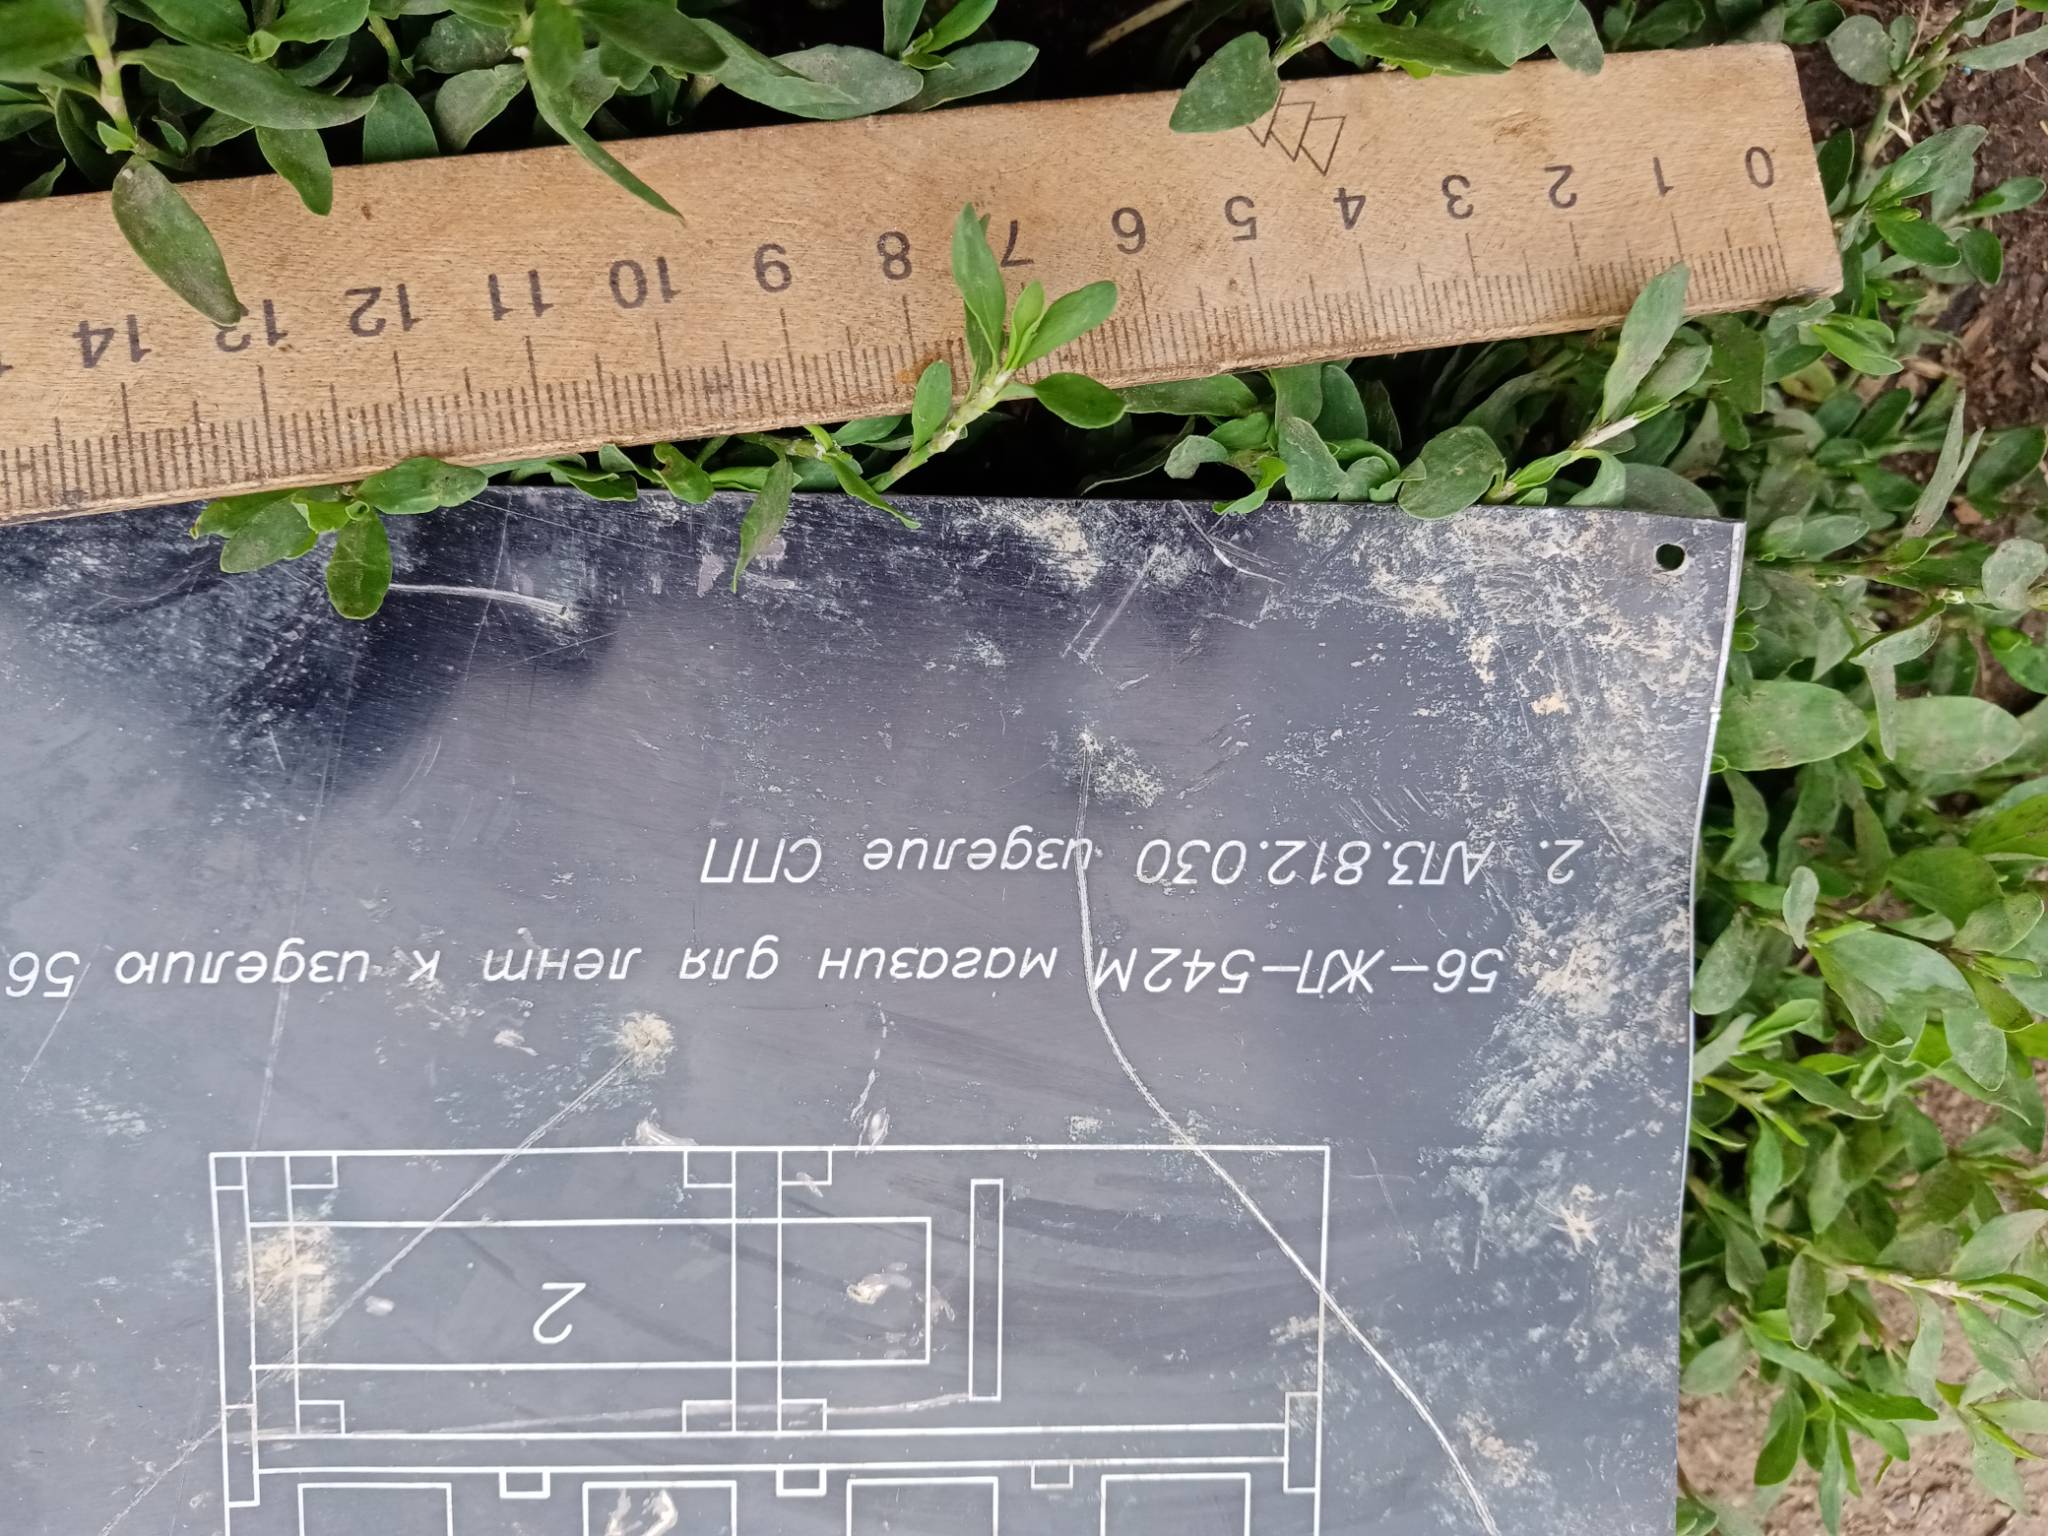 2
56-ЖЛ-542М магазин для лент к изделию 56
2. АЛ3.812.030 изделие СПП
0 1 2 3 4 5 6 7 8 9 10 11 12 13 14